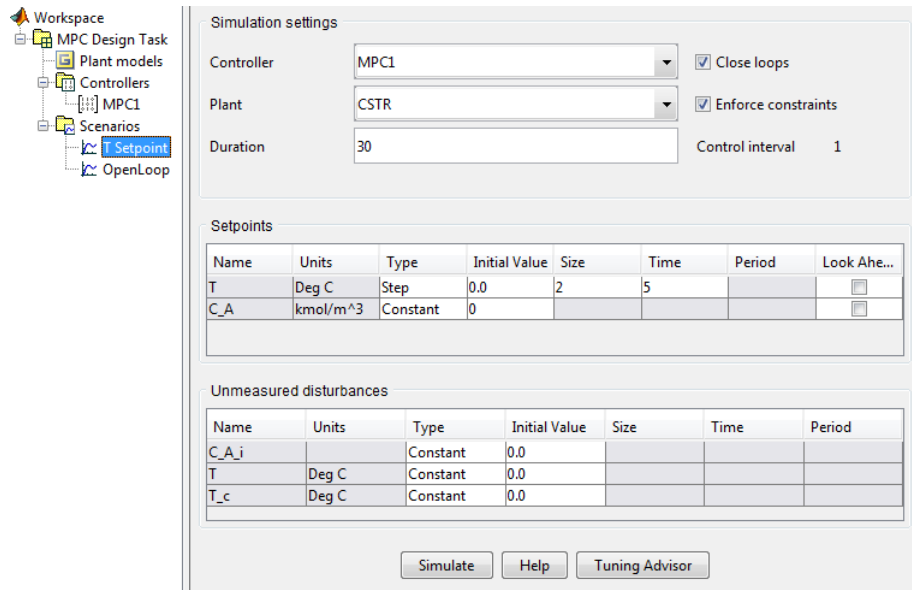 Workspace
MPC Design Task
Plant models
Controllers
MPC1
Scenarios
T Setpoint
OpenLoop
Simulation settings
Controller MPC1 Close loops
Plant CSTR Enforce constraints
Duration 30 Control interval 1
Setpoints
Name Units Type Initial Value Size Time Period Look Ahe...
T Deg C Step 0.0 2 5
C_A kmol/m^3 Constant 0
Unmeasured disturbances
Name Units Type Initial Value Size Time Period
C_A_i Constant 0.0
T Deg C Constant 0.0
T_c Deg C Constant 0.0
Simulate Help Tuning Advisor